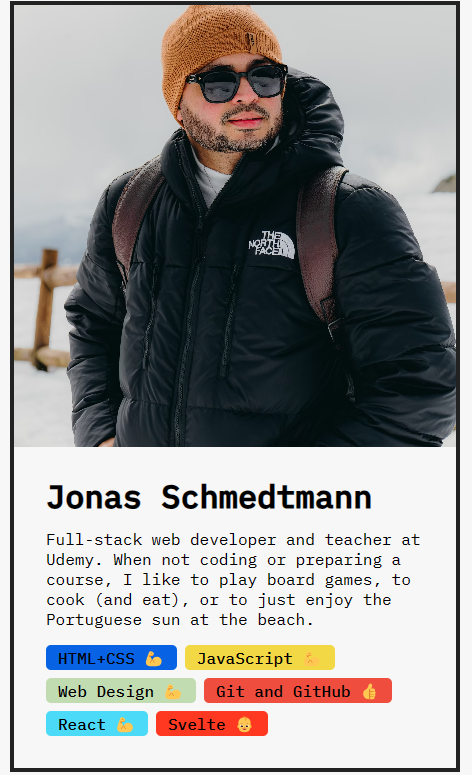 THE
NORTH
FACE
Jonas Schmedtmann
Full-stack web developer and teacher at
Udemy. When not coding or preparing a
course, I like to play board games, to
cook (and eat), or to just enjoy the
Portuguese sun at the beach.
HTML+CSS 💪
JavaScript 💪
Web Design 💪
Git and GitHub 👍
React 💪
Svelte 👶